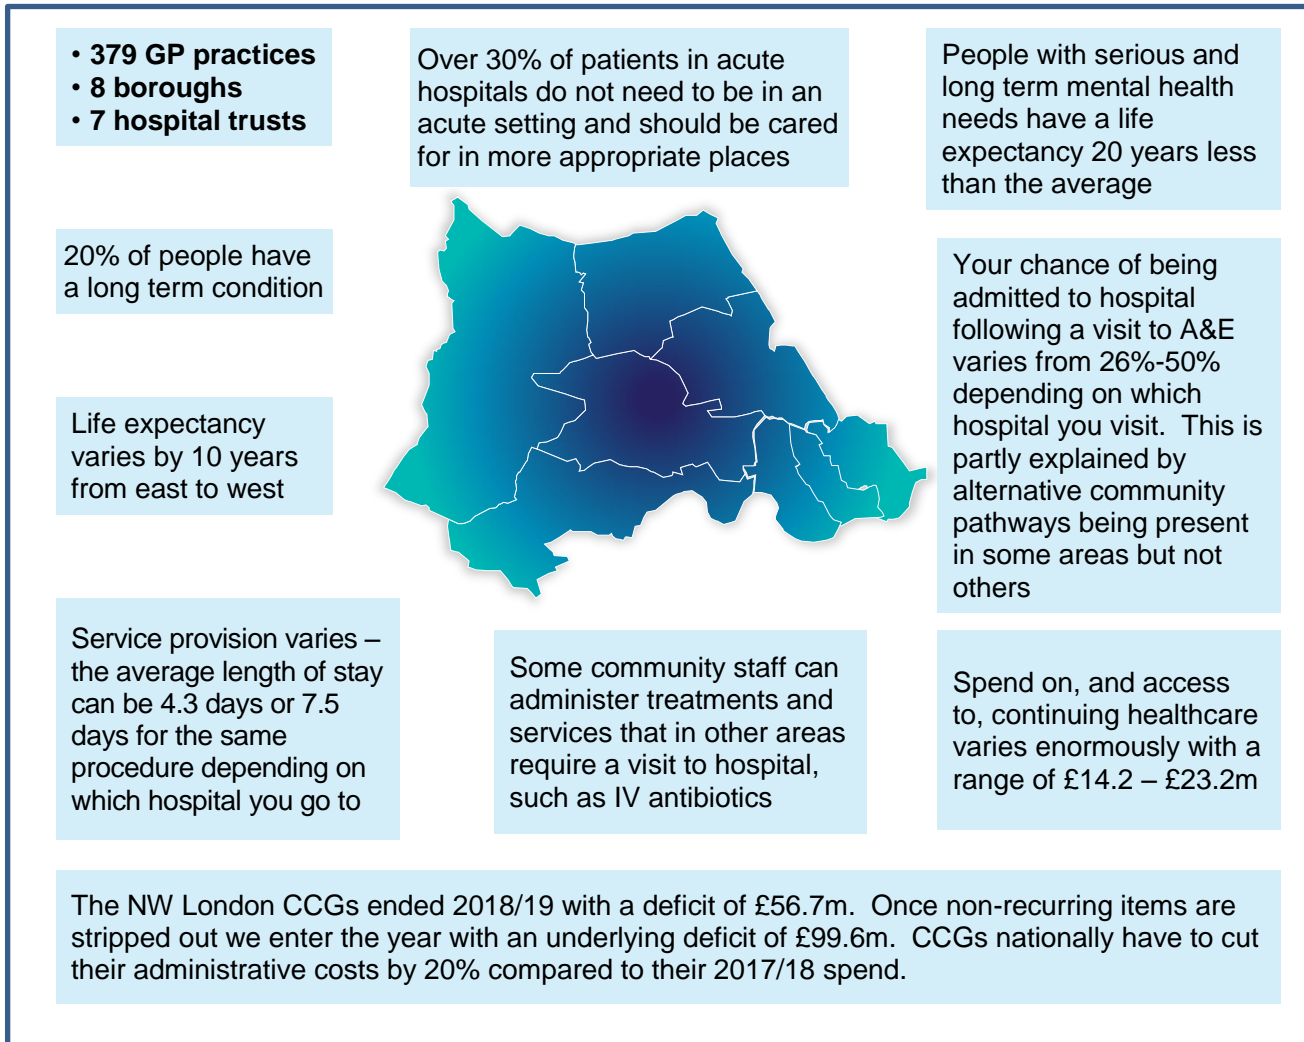 • 379 GP practices
• 8 boroughs
• 7 hospital trusts
Over 30% of patients in acute
hospitals do not need to be in an
acute setting and should be cared
for in more appropriate places
People with serious and
long term mental health
needs have a life
expectancy 20 years less
than the average
20% of people have
a long term condition
Your chance of being
admitted to hospital
following a visit to A&E
varies from 26%-50%
depending on which
hospital you visit.  This is
partly explained by
alternative community
pathways being present
in some areas but not
others
Life expectancy
varies by 10 years
from east to west
Service provision varies –
the average length of stay
can be 4.3 days or 7.5
days for the same
procedure depending on
which hospital you go to
Some community staff can
administer treatments and
services that in other areas
require a visit to hospital,
such as IV antibiotics
Spend on, and access
to, continuing healthcare
varies enormously with a
range of £14.2 – £23.2m
The NW London CCGs ended 2018/19 with a deficit of £56.7m.  Once non-recurring items are
stripped out we enter the year with an underlying deficit of £99.6m.  CCGs nationally have to cut
their administrative costs by 20% compared to their 2017/18 spend.